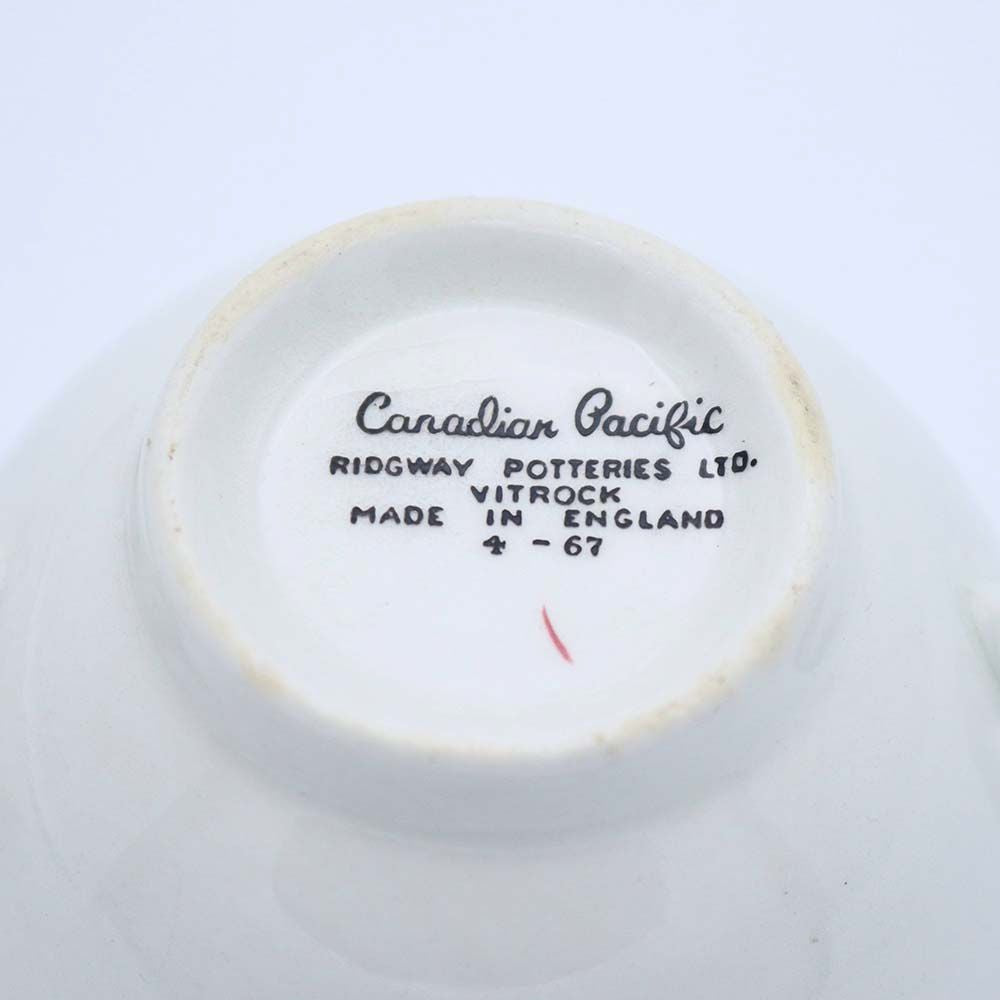 Canadian Pacific
RIDGWAY POTTERIES LTD.
VITROCK
MADE IN ENGLAND
4 - 67